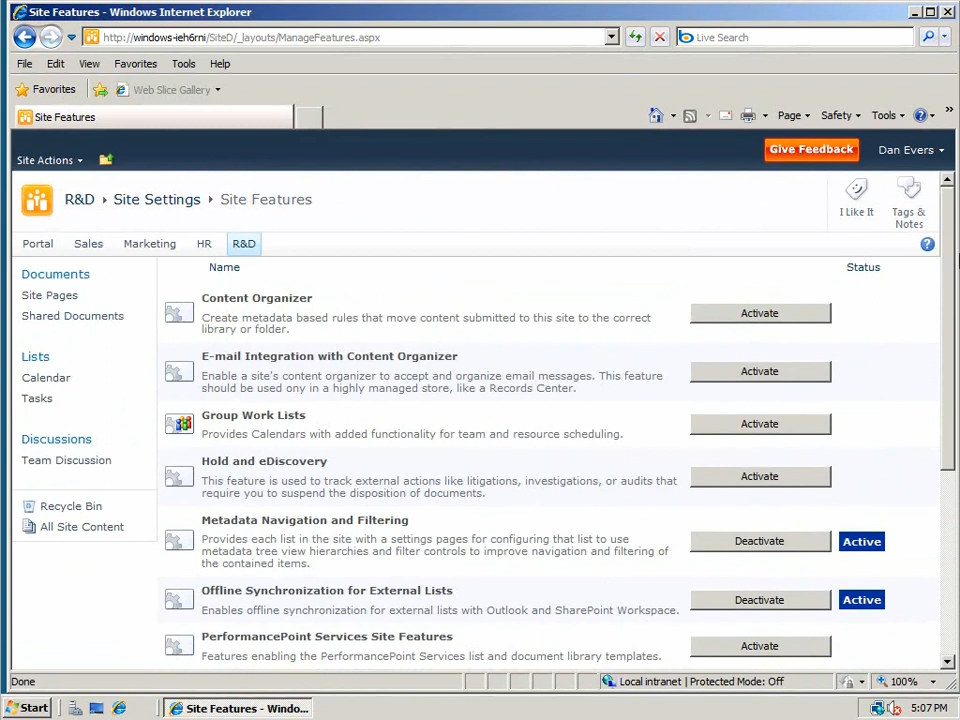 Site Features - Windows Internet Explorer
http://windows-ieh6rni/SiteD/_layouts/ManageFeatures.aspx
Live Search
File Edit View Favorites Tools Help
Favorites Web Slice Gallery
Site Features
Page Safety Tools »
Site Actions Give Feedback Dan Evers
R&D Site Settings Site Features
I Like It
Tags & Notes
Portal Sales Marketing HR R&D
Documents
Site Pages
Shared Documents
Lists
Calendar
Tasks
Discussions
Team Discussion
Recycle Bin
All Site Content
Name Status
Content Organizer
Create metadata based rules that move content submitted to this site to the correct
library or folder.
Activate
E-mail Integration with Content Organizer
Enable a site's content organizer to accept and organize email messages. This feature
should be used ony in a highly managed store, like a Records Center.
Activate
Group Work Lists
Provides Calendars with added functionality for team and resource scheduling.
Activate
Hold and eDiscovery
This feature is used to track external actions like litigations, investigations, or audits that
require you to suspend the disposition of documents.
Activate
Metadata Navigation and Filtering
Provides each list in the site with a settings pages for configuring that list to use
metadata tree view hierarchies and filter controls to improve navigation and filtering of
the contained items.
Deactivate Active
Offline Synchronization for External Lists
Enables offline synchronization for external lists with Outlook and SharePoint Workspace.
Deactivate Active
PerformancePoint Services Site Features
Features enabling the PerformancePoint Services list and document library templates.
Activate
Done Local intranet | Protected Mode: Off 100%
Start Site Features - Windo... 5:07 PM